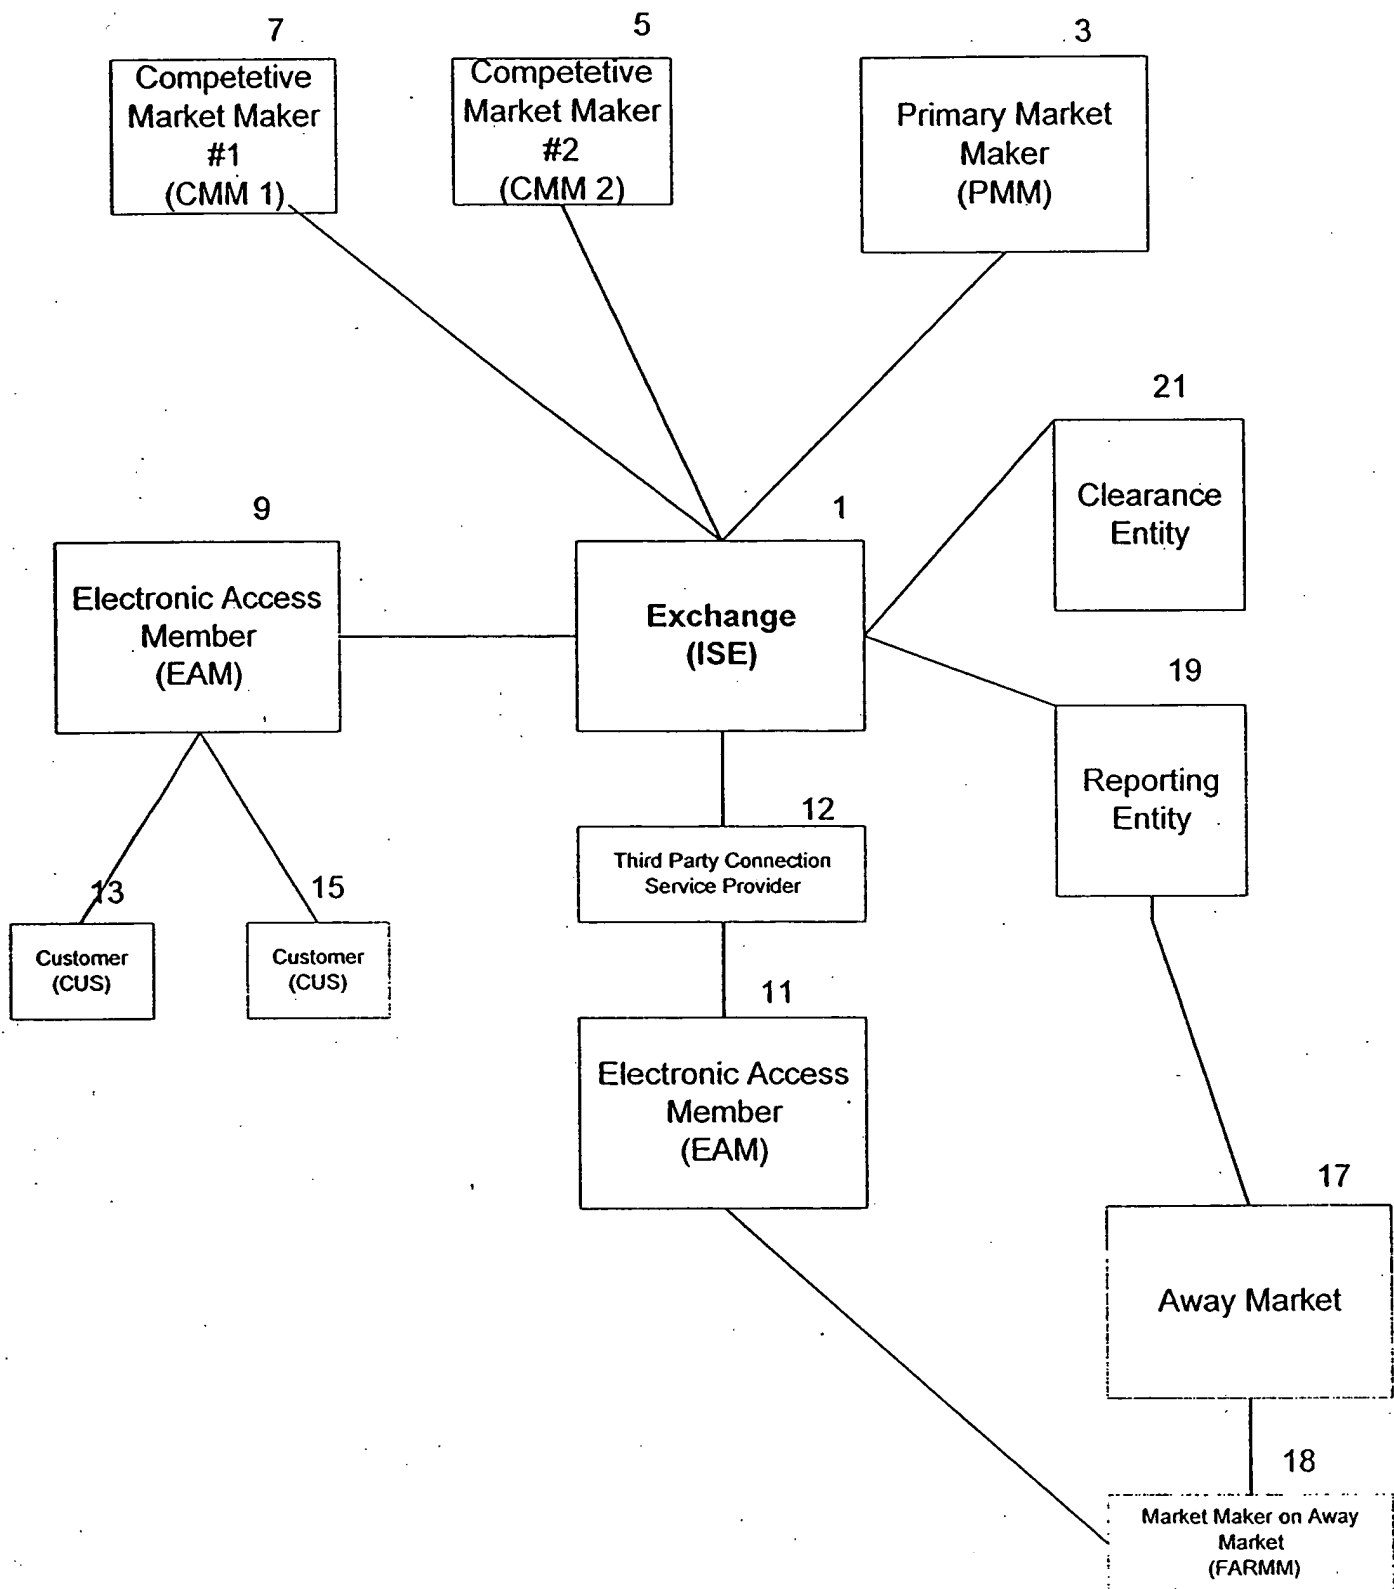 7
5
3
Competetive
Market Maker
#1
(CMM 1)
Competetive
Market Maker
#2
(CMM 2)
Primary Market
Maker
(PMM)
21
Clearance
Entity
9
1
Electronic Access
Member
(EAM)
Exchange
(ISE)
19
Reporting
Entity
12
Third Party Connection
Service Provider
13
15
Customer
(CUS)
Customer
(CUS)
11
Electronic Access
Member
(EAM)
17
Away Market
18
Market Maker on Away
Market
(FARMM)